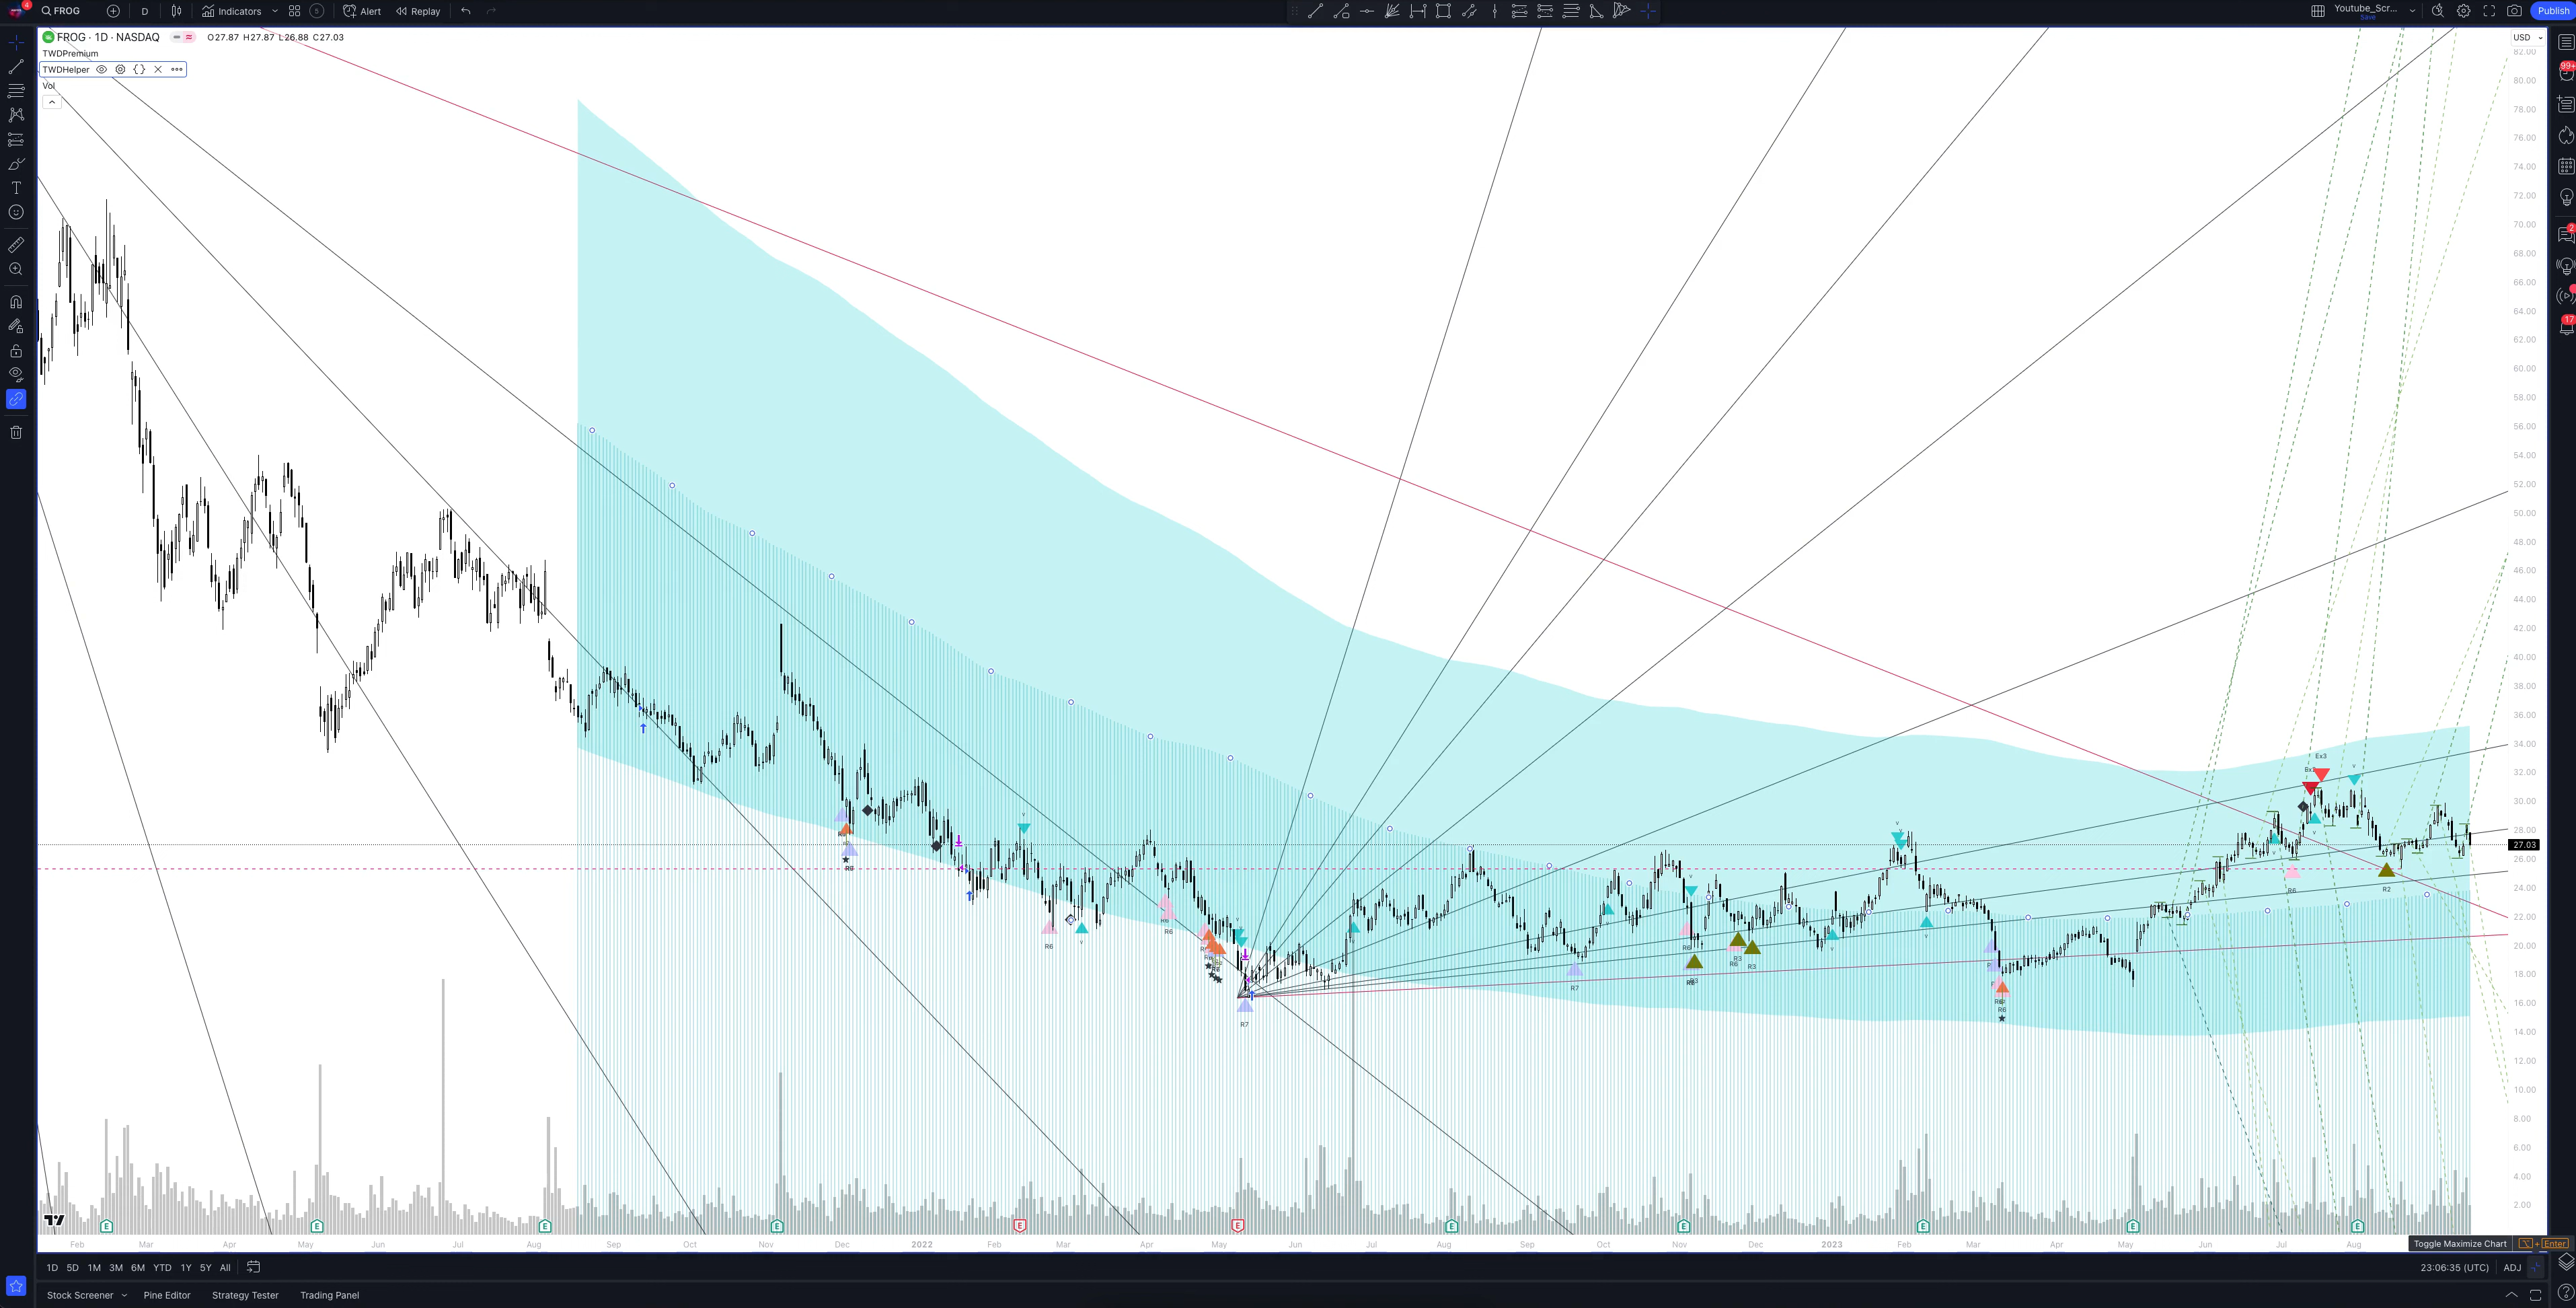 4
FROG
D
Indicators
5
Alert
Replay
Youtube_Scr...
Save
Publish
FROG · 1D · NASDAQ
O27.87 H27.87 L26.88 C27.03
USD
TWDPremium
TWDHelper
Vol
99+
2
17
82.00
80.00
78.00
76.00
74.00
72.00
70.00
68.00
66.00
64.00
62.00
60.00
58.00
56.00
54.00
52.00
50.00
48.00
46.00
44.00
42.00
40.00
38.00
36.00
34.00
32.00
30.00
28.00
27.03
26.00
24.00
22.00
20.00
18.00
16.00
14.00
12.00
10.00
8.00
6.00
4.00
2.00
Ex3
R2
R6
R6
R7
R7
R6
R3
R6
R3
R6
R6
E E E E E E E E E E E
Feb Mar Apr May Jun Jul Aug Sep Oct Nov Dec 2022 Feb Mar Apr May Jun Jul Aug Sep Oct Nov Dec 2023 Feb Mar Apr May Jun Jul Aug
Toggle Maximize Chart
+ Enter
1D 5D 1M 3M 6M YTD 1Y 5Y All
23:06:35 (UTC)
ADJ
Stock Screener
Pine Editor
Strategy Tester
Trading Panel